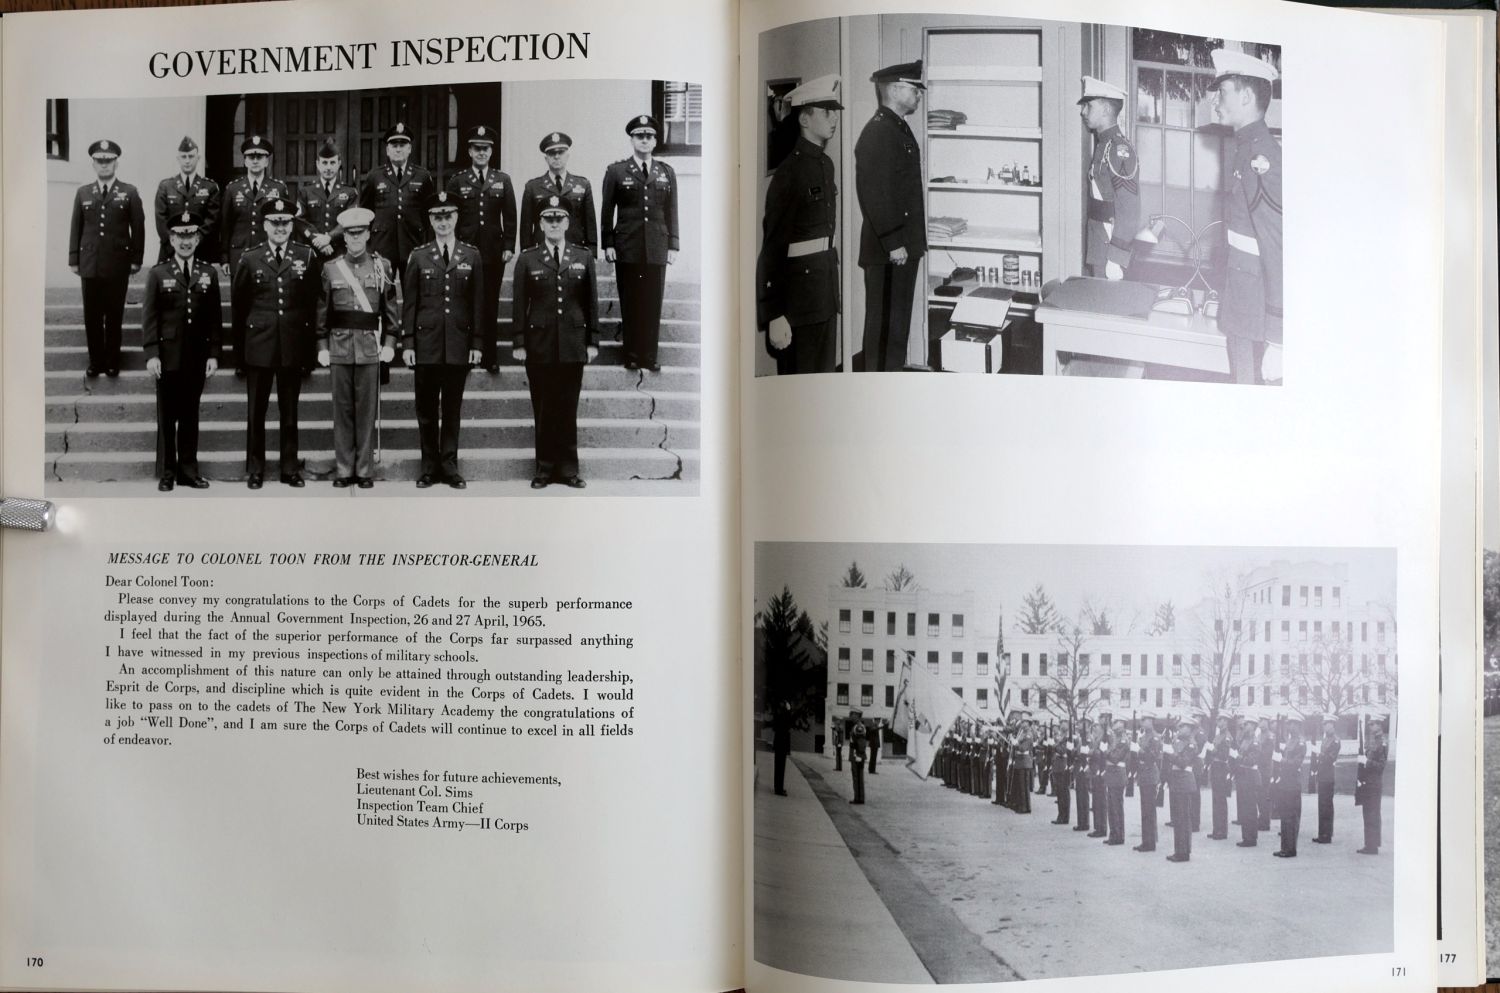 GOVERNMENT INSPECTION
MESSAGE TO COLONEL TOON FROM THE INSPECTOR-GENERAL
Dear Colonel Toon:
Please convey my congratulations to the Corps of Cadets for the superb performance
displayed during the Annual Government Inspection, 26 and 27 April, 1965.
I feel that the fact of the superior performance of the Corps far surpassed anything
I have witnessed in my previous inspections of military schools.
An accomplishment of this nature can only be attained through outstanding leadership,
Esprit de Corps, and discipline which is quite evident in the Corps of Cadets. I would
like to pass on to the cadets of The New York Military Academy the congratulations of
a job "Well Done", and I am sure the Corps of Cadets will continue to excel in all fields
of endeavor.
Best wishes for future achievements,
Lieutenant Col. Sims
Inspection Team Chief
United States Army—II Corps
170
171
177